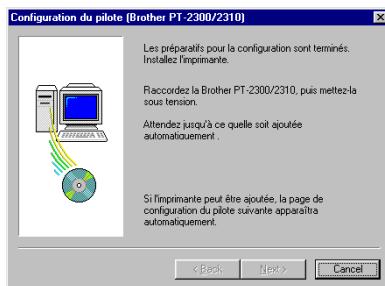 Configuration du pilote (Brother PT-2300/2310)
Les préparatifs pour la configuration sont terminés.
Installez l'imprimante.
Raccordez la Brother PT-2300/2310, puis mettez-la
sous tension.
Attendez jusqu'à ce quelle soit ajoutée
automatiquement .
Si l'imprimante peut être ajoutée, la page de
configuration du pilote suivante apparaîtra
automatiquement.
< Back
Next >
Cancel